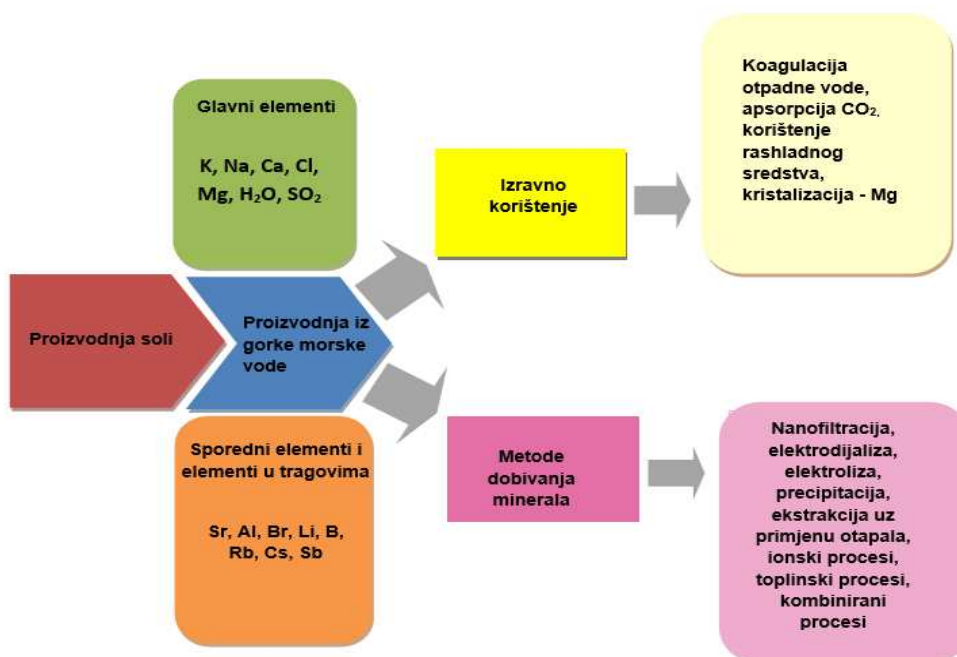 Glavni elementi
K, Na, Ca, Cl,
Mg, H₂O, SO₂
Koagulacija
otpadne vode,
apsorpcija CO₂,
korištenje
rashladnog
sredstva,
kristalizacija - Mg
Izravno
korištenje
Proizvodnja soli
Proizvodnja iz
gorke morske
vode
Sporedni elementi i
elementi u tragovima
Sr, Al, Br, Li, B,
Rb, Cs, Sb
Metode
dobivanja
minerala
Nanofiltracija,
elektrodijaliza,
elektroliza,
precipitacija,
ekstrakcija uz
primjenu otapala,
ionski procesi,
toplinski procesi,
kombinirani
procesi